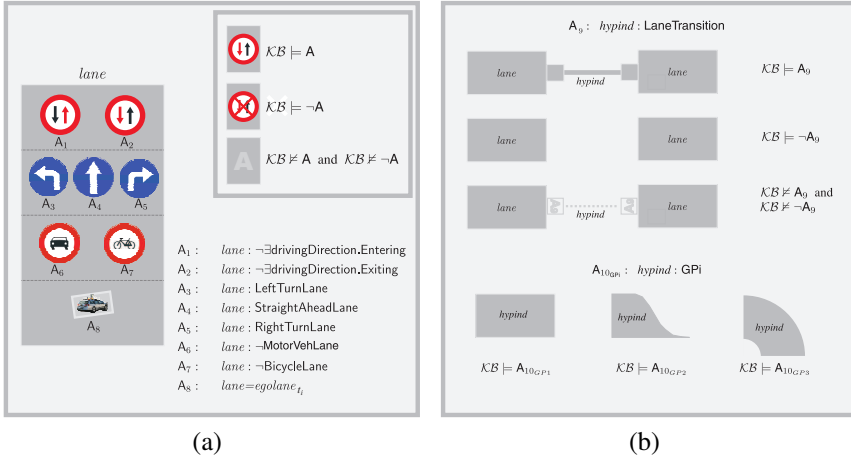 lane
A1 A2
A3 A4 A5
A6 A7
A8
KB ⊨ A
KB ⊨ ¬A
A
KB ⊭ A and KB ⊭ ¬A
A1 : lane : ¬∃drivingDirection.Entering
A2 : lane : ¬∃drivingDirection.Exiting
A3 : lane : LeftTurnLane
A4 : lane : StraightAheadLane
A5 : lane : RightTurnLane
A6 : lane : ¬MotorVehLane
A7 : lane : ¬BicycleLane
A8 : lane=egolane_ti
(a)
A9 : hypind : LaneTransition
lane hypind lane KB ⊨ A9
KB ⊨ ¬A9
lane A9 hypind A9 lane KB ⊭ A9 and
KB ⊭ ¬A9
A10GPi : hypind : GPi
hypind hypind hypind
KB ⊨ A10GP1 KB ⊨ A10GP2 KB ⊨ A10GP3
(b)